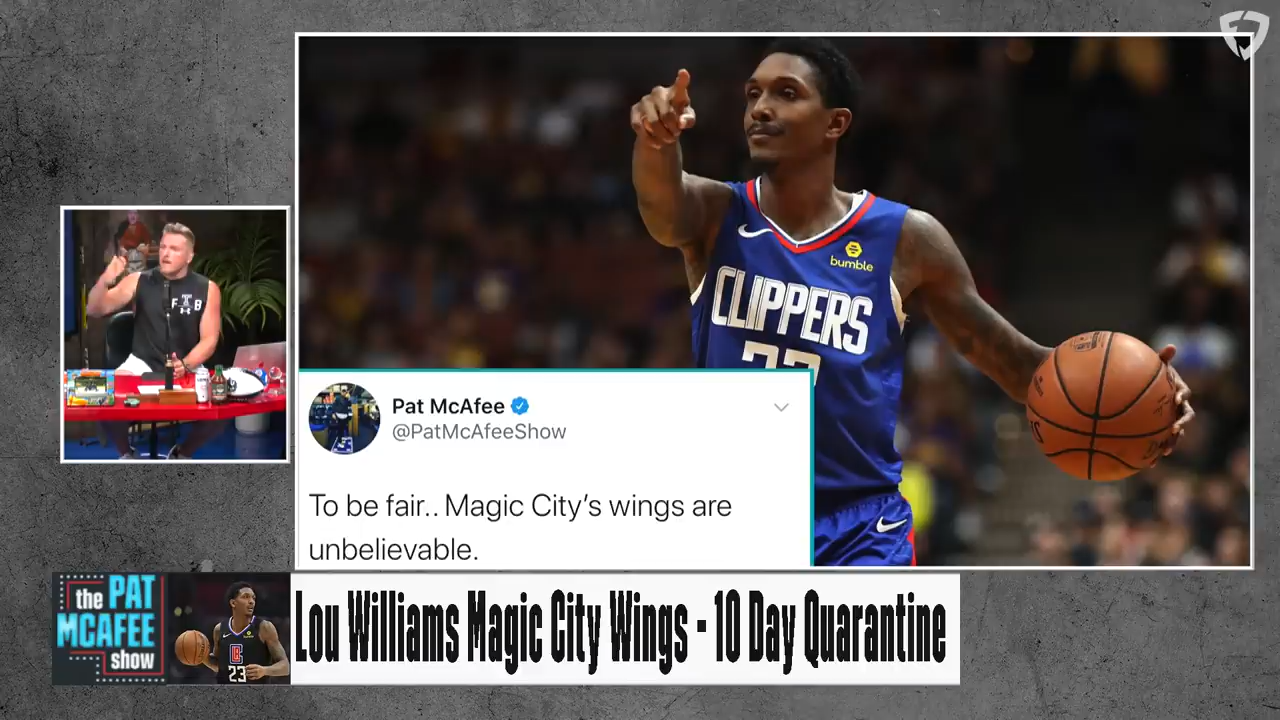 bumble
CLIPPERS
Pat McAfee
@PatMcAfeeShow
To be fair.. Magic City's wings are
unbelievable.
the PAT
MCAFEE
show
23
Lou Williams Magic City Wings - 10 Day Quarantine